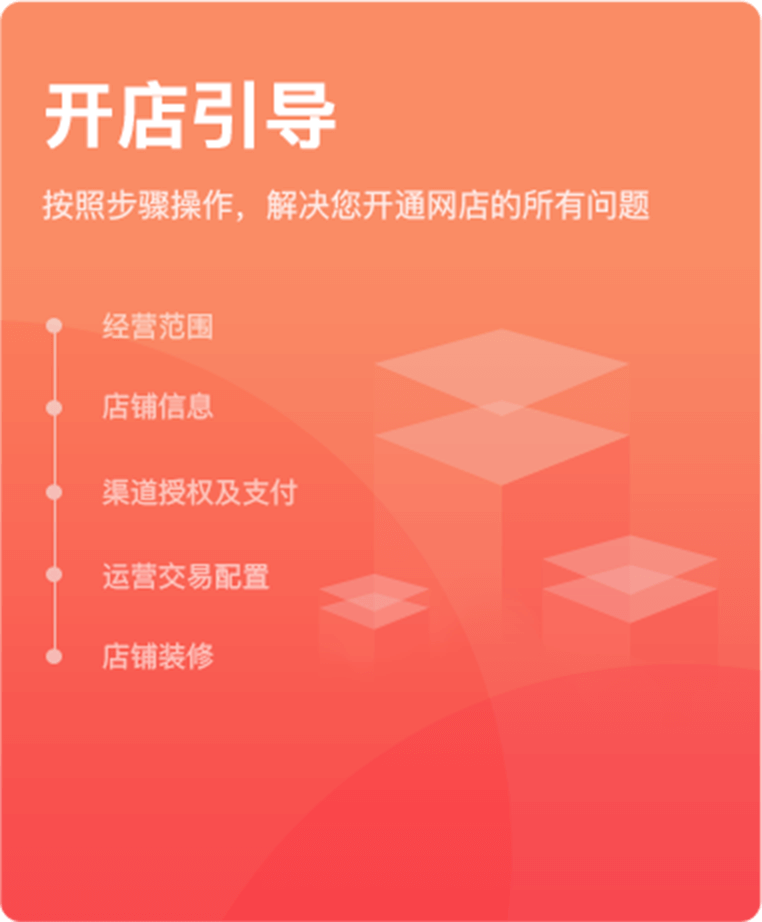 开店引导
按照步骤操作，解决您开通网店的所有问题
经营范围
店铺信息
渠道授权及支付
运营交易配置
店铺装修